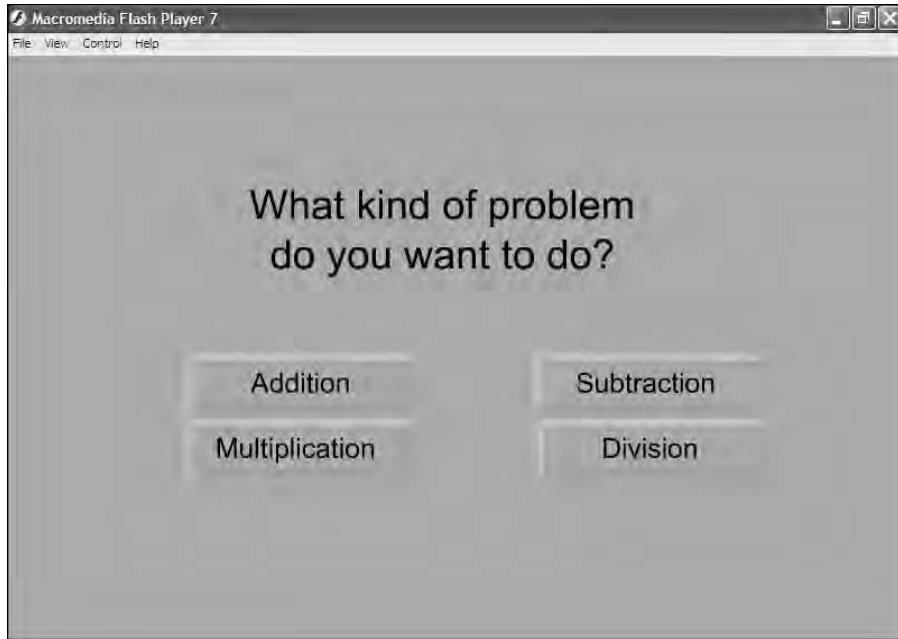 Macromedia Flash Player 7
File View Control Help
What kind of problem
do you want to do?
Addition
Subtraction
Multiplication
Division